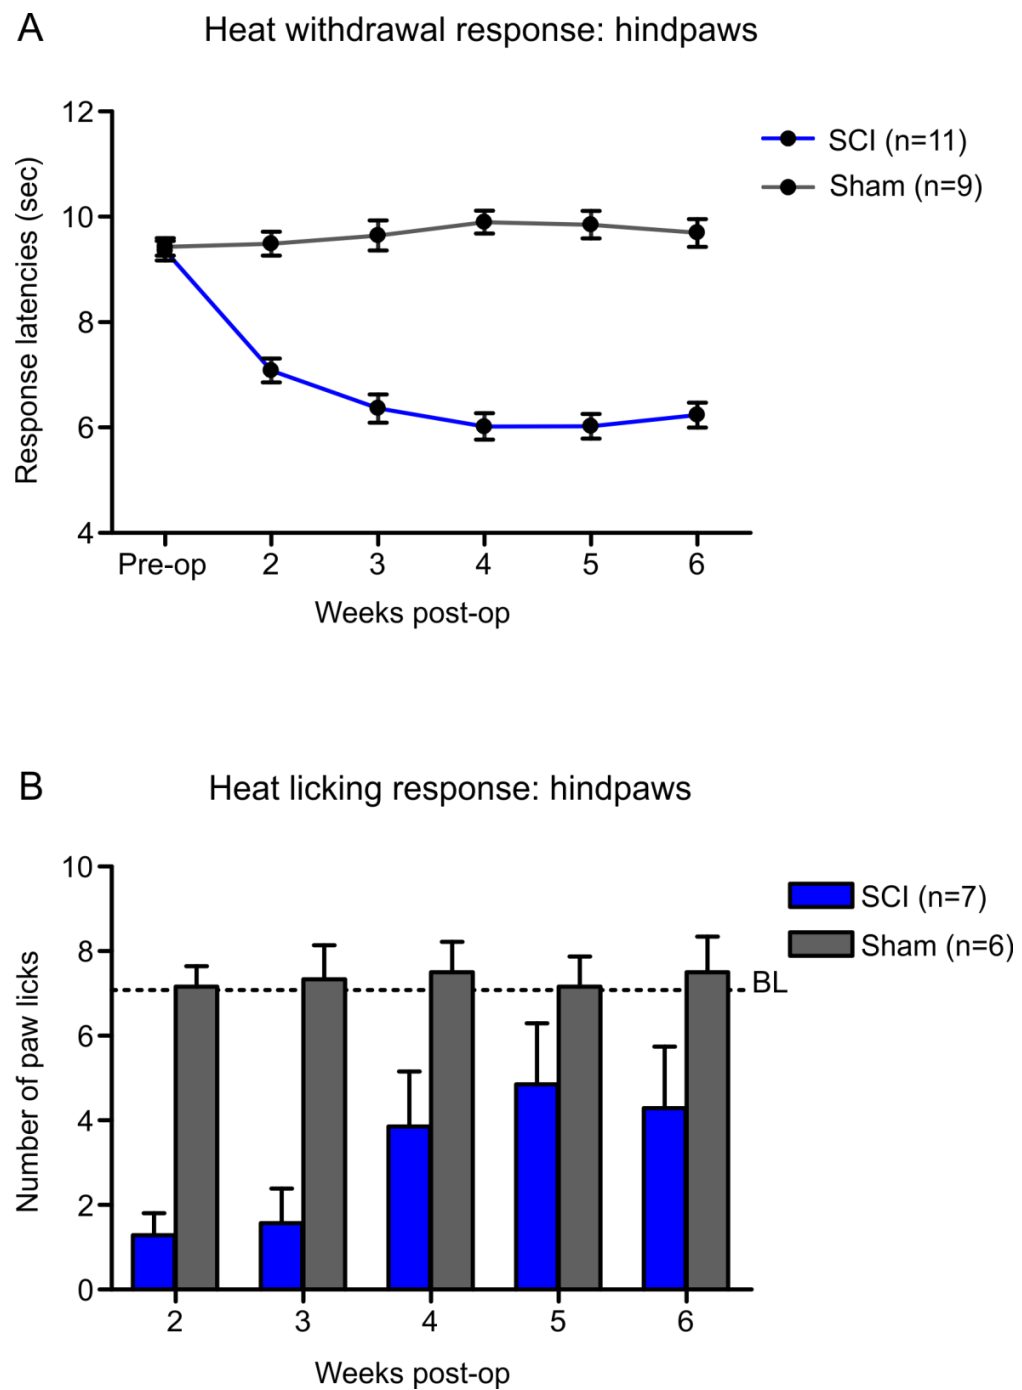 A
Heat withdrawal response: hindpaws
12
10
8
6
4
Response latencies (sec)
SCI (n=11)
Sham (n=9)
Pre-op 2 3 4 5 6
Weeks post-op
B
Heat licking response: hindpaws
10
8
6
4
2
0
Number of paw licks
SCI (n=7)
Sham (n=6)
BL
2 3 4 5 6
Weeks post-op